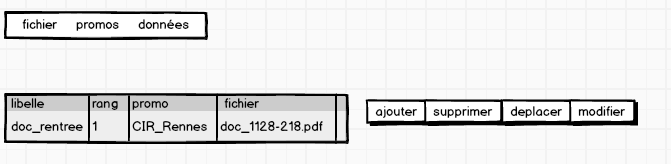 fichier promos données
libelle rang promo fichier
doc_rentree 1 CIR_Rennes doc_1128-218.pdf
ajouter supprimer deplacer modifier